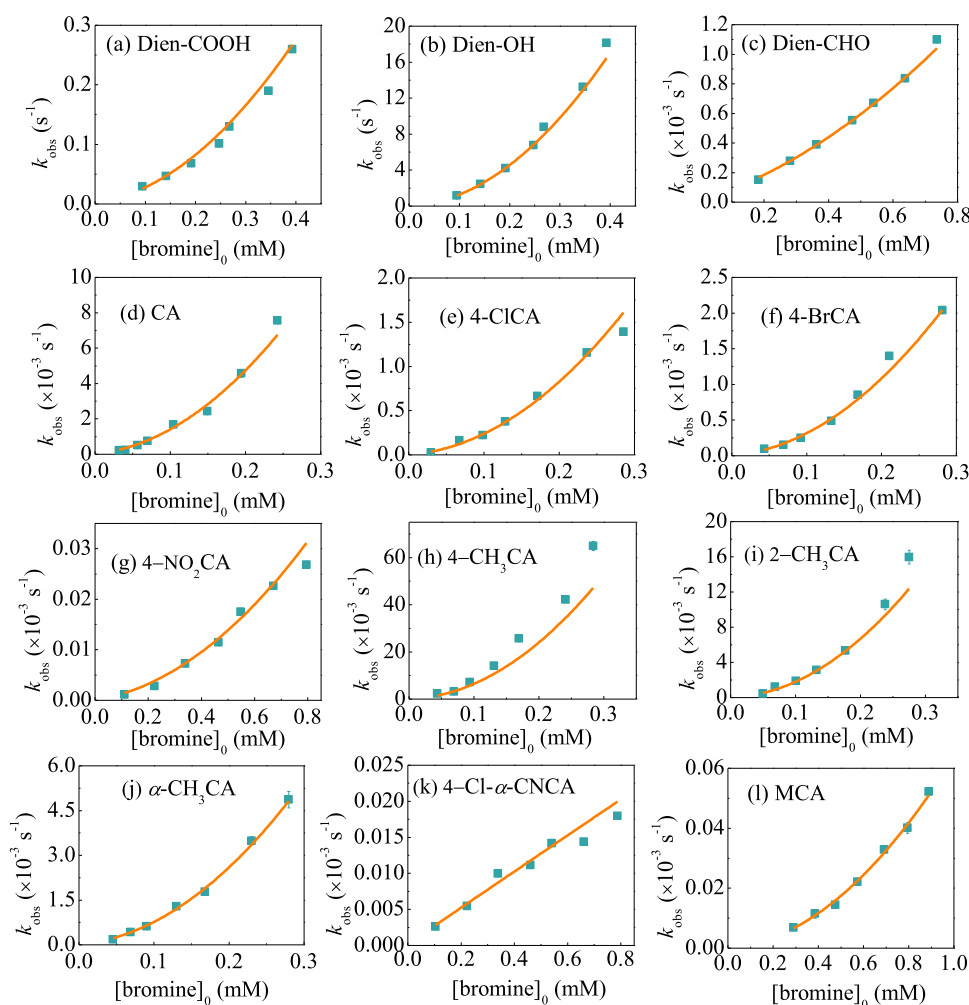 (a) Dien-COOH
k_obs (s⁻¹)
0.3
0.2
0.1
0.0
0.0 0.1 0.2 0.3 0.4
[bromine]₀ (mM)
(b) Dien-OH
k_obs (s⁻¹)
20
16
12
8
4
0
0.0 0.1 0.2 0.3 0.4
[bromine]₀ (mM)
(c) Dien-CHO
k_obs (×10⁻³ s⁻¹)
1.2
1.0
0.8
0.6
0.4
0.2
0.0
0.2 0.4 0.6 0.8
[bromine]₀ (mM)
(d) CA
k_obs (×10⁻³ s⁻¹)
10
8
6
4
2
0
0.0 0.1 0.2 0.3
[bromine]₀ (mM)
(e) 4-ClCA
k_obs (×10⁻³ s⁻¹)
2.0
1.5
1.0
0.5
0.0
0.0 0.1 0.2 0.3
[bromine]₀ (mM)
(f) 4-BrCA
k_obs (×10⁻³ s⁻¹)
2.5
2.0
1.5
1.0
0.5
0.0
0.0 0.1 0.2 0.3
[bromine]₀ (mM)
(g) 4–NO₂CA
k_obs (×10⁻³ s⁻¹)
0.03
0.02
0.01
0.00
0.0 0.2 0.4 0.6 0.8
[bromine]₀ (mM)
(h) 4–CH₃CA
k_obs (×10⁻³ s⁻¹)
60
40
20
0
0.0 0.1 0.2 0.3
[bromine]₀ (mM)
(i) 2–CH₃CA
k_obs (×10⁻³ s⁻¹)
20
16
12
8
4
0
0.0 0.1 0.2 0.3
[bromine]₀ (mM)
(j) α-CH₃CA
k_obs (×10⁻³ s⁻¹)
6.0
4.5
3.0
1.5
0.0
0.0 0.1 0.2 0.3
[bromine]₀ (mM)
(k) 4–Cl-α-CNCA
k_obs (×10⁻³ s⁻¹)
0.025
0.020
0.015
0.010
0.005
0.000
0.0 0.2 0.4 0.6 0.8
[bromine]₀ (mM)
(l) MCA
k_obs (×10⁻³ s⁻¹)
0.06
0.04
0.02
0.00
0.0 0.2 0.4 0.6 0.8 1.0
[bromine]₀ (mM)